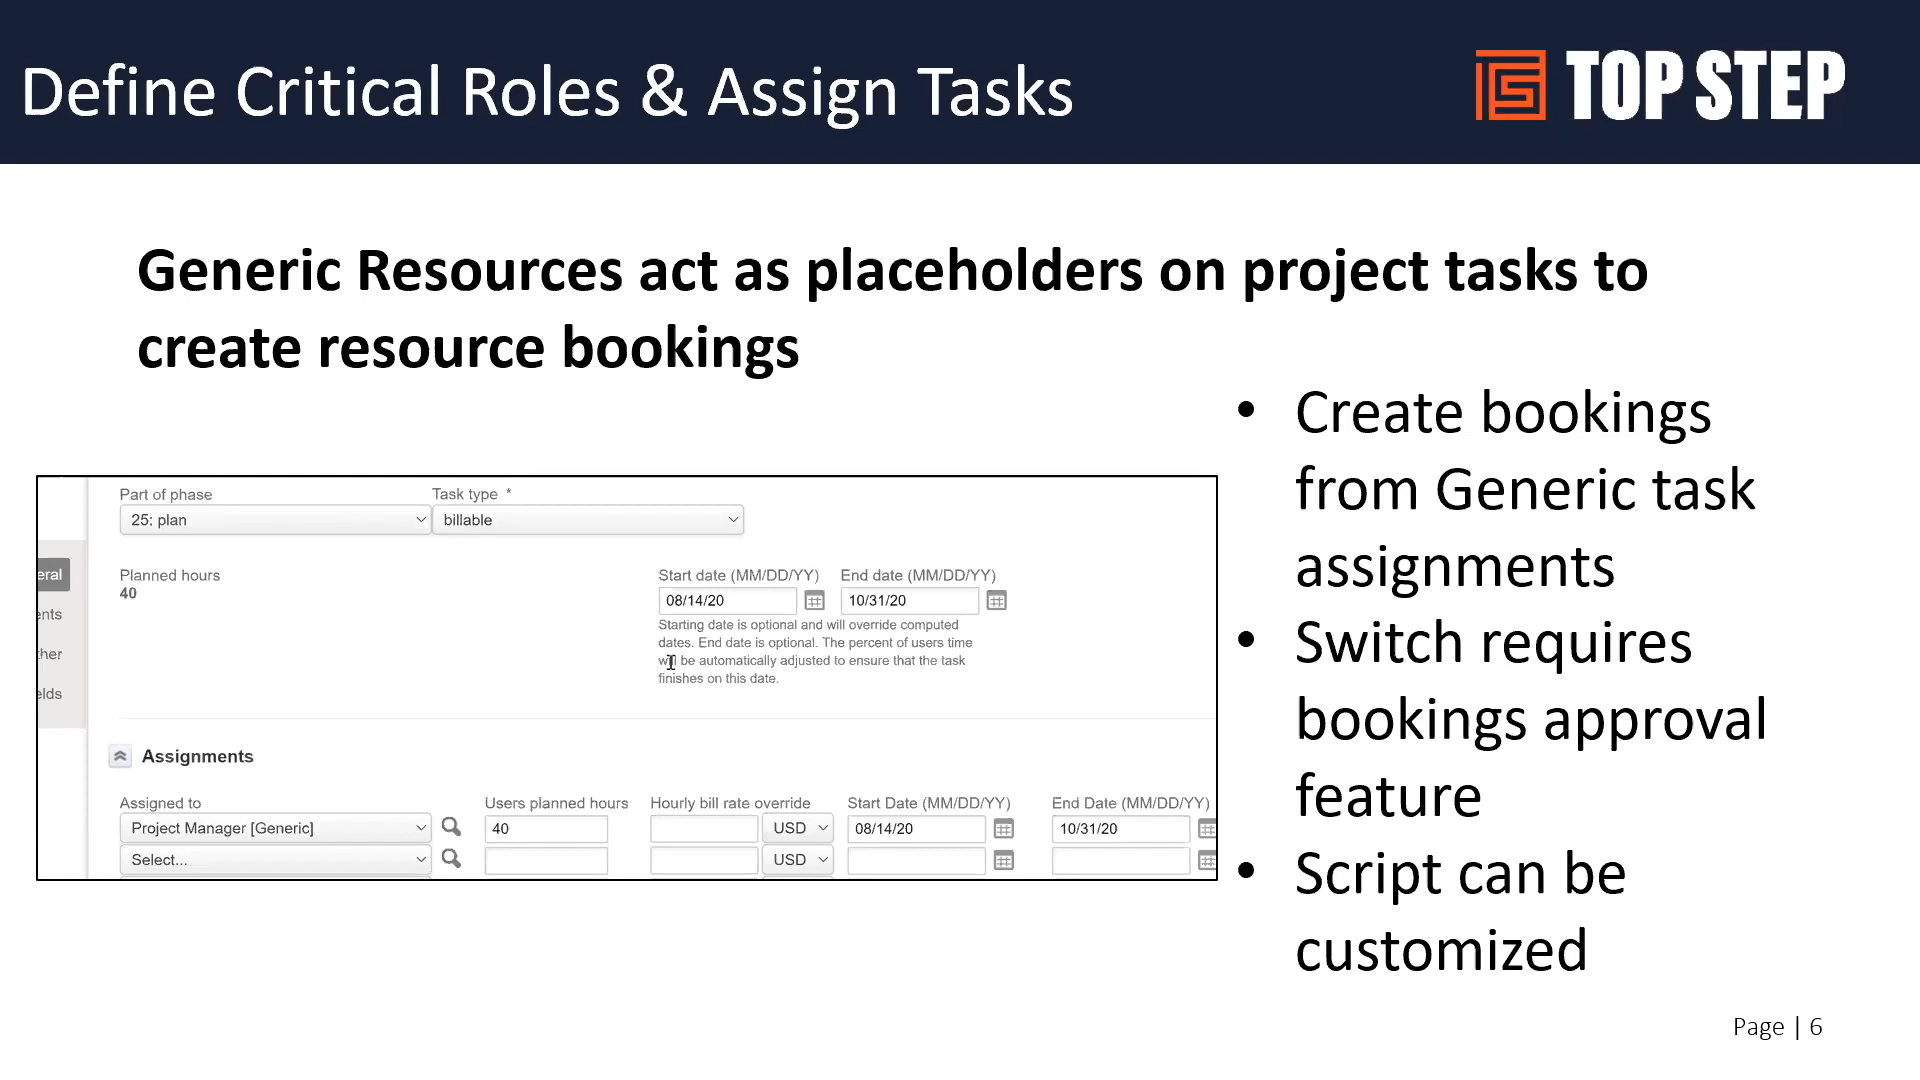 Define Critical Roles & Assign Tasks
TOP STEP
Generic Resources act as placeholders on project tasks to
create resource bookings
Part of phase
Task type *
25: plan
billable
eral
ents
her
elds
Planned hours
40
Start date (MM/DD/YY)
End date (MM/DD/YY)
08/14/20
10/31/20
Starting date is optional and will override computed
dates. End date is optional. The percent of users time
will be automatically adjusted to ensure that the task
finishes on this date.
Assignments
Assigned to
Users planned hours
Hourly bill rate override
Start Date (MM/DD/YY)
End Date (MM/DD/YY)
Project Manager [Generic]
40
USD
08/14/20
10/31/20
Select...
USD
• Create bookings
from Generic task
assignments
• Switch requires
bookings approval
feature
• Script can be
customized
Page | 6